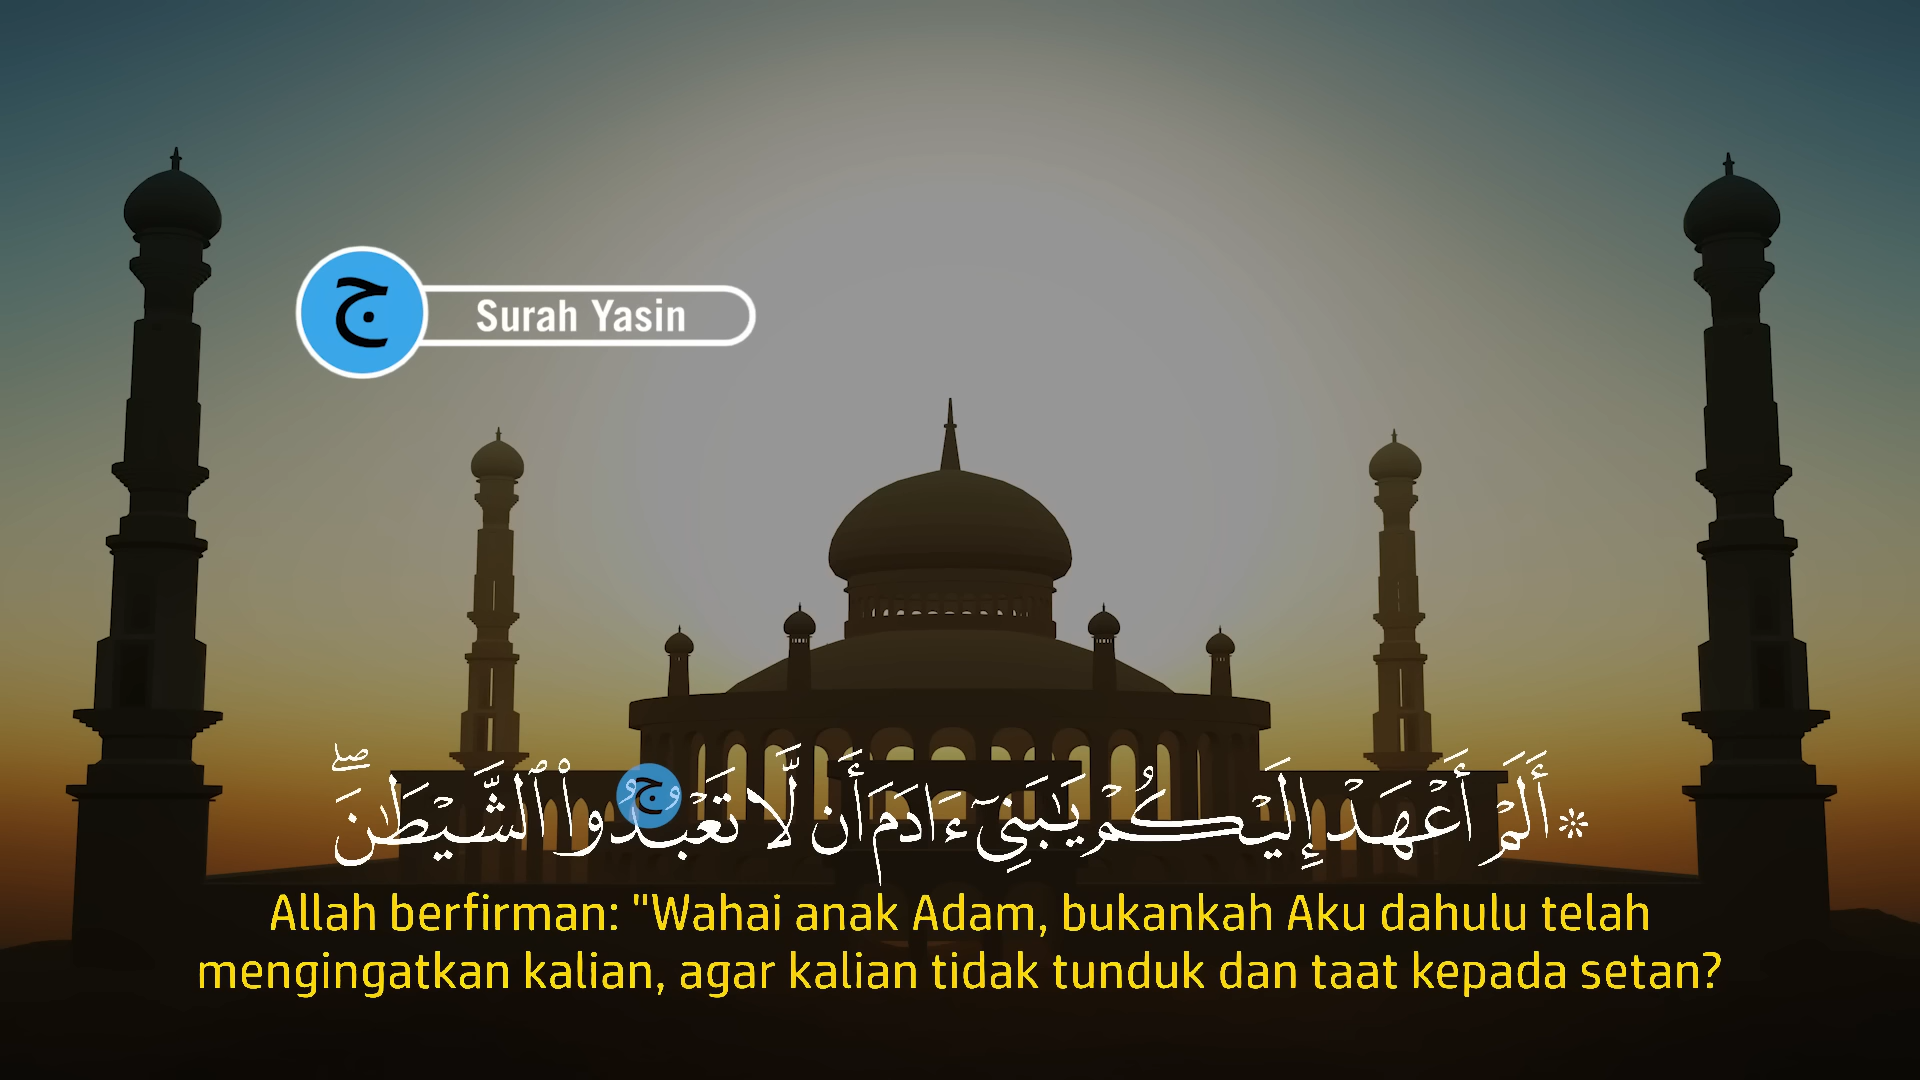 ج
Surah Yasin
۞ أَلَمْ أَعْهَدْ إِلَيْكُمْ يَٰبَنِىٓ ءَادَمَ أَن لَّا تَعْبُدُوا۟ ٱلشَّيْطَٰنَ ۖ
ج
Allah berfirman: "Wahai anak Adam, bukankah Aku dahulu telah
mengingatkan kalian, agar kalian tidak tunduk dan taat kepada setan?